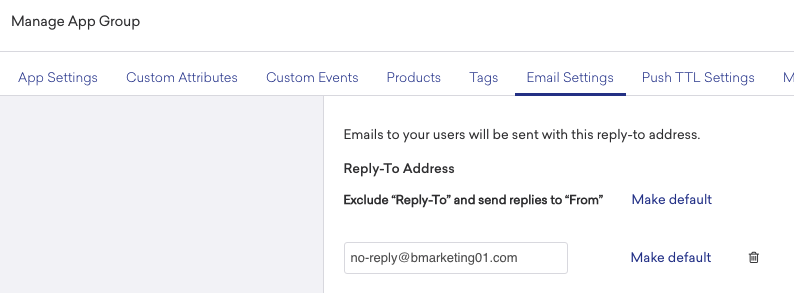 Manage App Group
App Settings Custom Attributes Custom Events Products Tags Email Settings Push TTL Settings M
Emails to your users will be sent with this reply-to address.
Reply-To Address
Exclude “Reply-To” and send replies to “From” Make default
no-reply@bmarketing01.com Make default